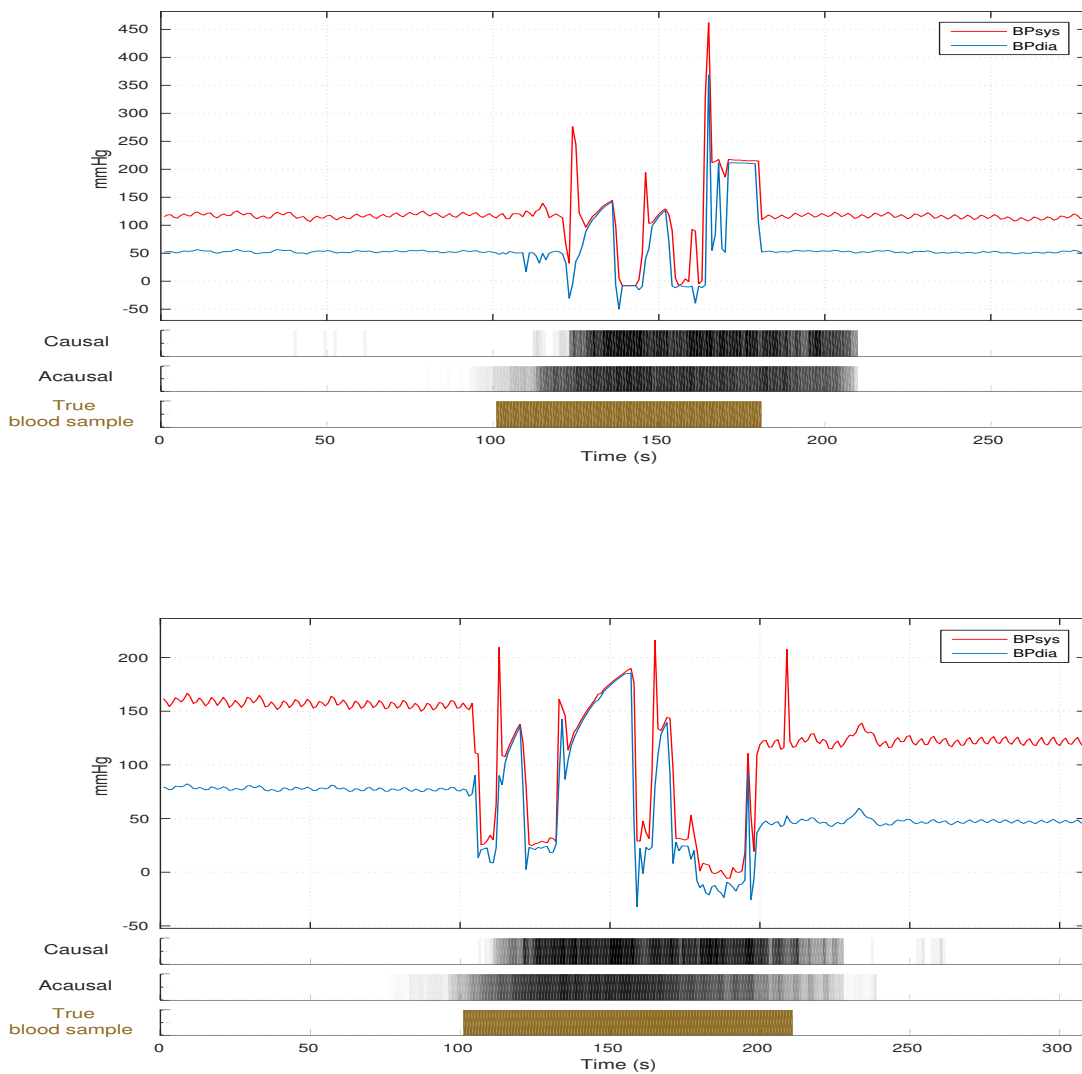 450
400
350
300
250
200
150
100
50
0
-50
mmHg
BPsys
BPdia
Causal
Acausal
True
blood sample
0 50 100 150 200 250
Time (s)
200
150
100
50
0
-50
mmHg
BPsys
BPdia
Causal
Acausal
True
blood sample
0 50 100 150 200 250 300
Time (s)